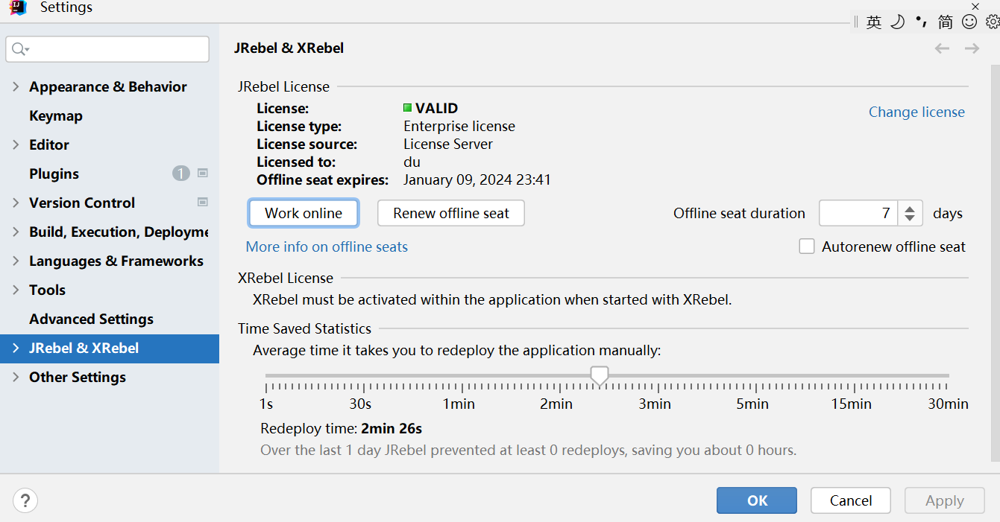 Settings
英 简
JRebel & XRebel
Appearance & Behavior
Keymap
Editor
Plugins 1
Version Control
Build, Execution, Deployme
Languages & Frameworks
Tools
Advanced Settings
JRebel & XRebel
Other Settings
JRebel License
License: VALID
Change license
License type: Enterprise license
License source: License Server
Licensed to: du
Offline seat expires: January 09, 2024 23:41
Work online Renew offline seat Offline seat duration 7 days
More info on offline seats Autorenew offline seat
XRebel License
XRebel must be activated within the application when started with XRebel.
Time Saved Statistics
Average time it takes you to redeploy the application manually:
1s 30s 1min 2min 3min 5min 15min 30min
Redeploy time: 2min 26s
Over the last 1 day JRebel prevented at least 0 redeploys, saving you about 0 hours.
? OK Cancel Apply